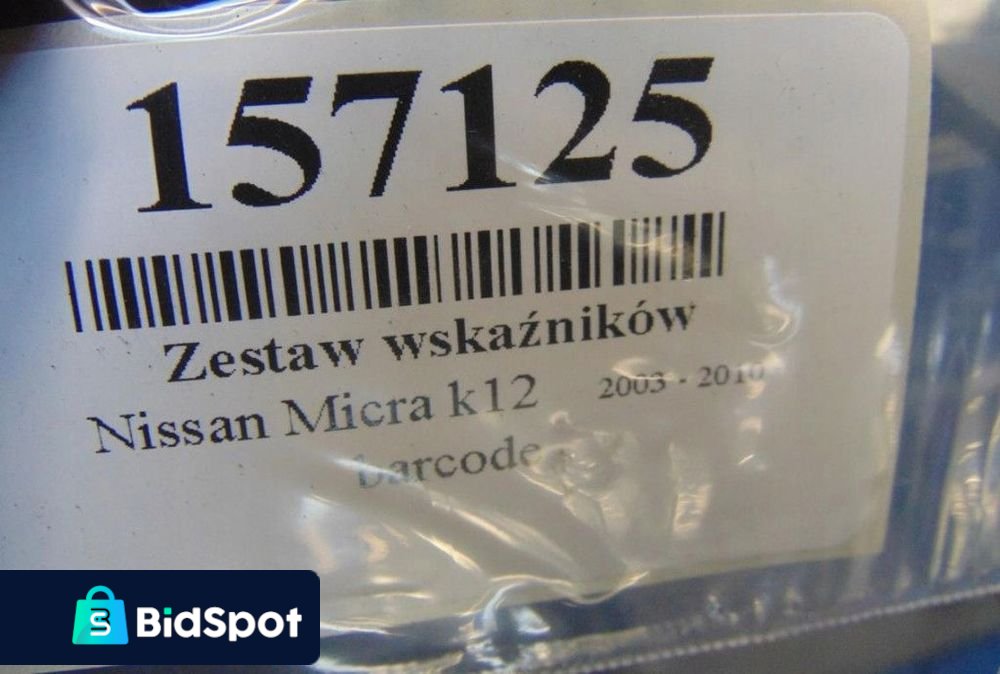 157125
Zestaw wskaźników
Nissan Micra k12 2003 - 2010
barcode
BidSpot